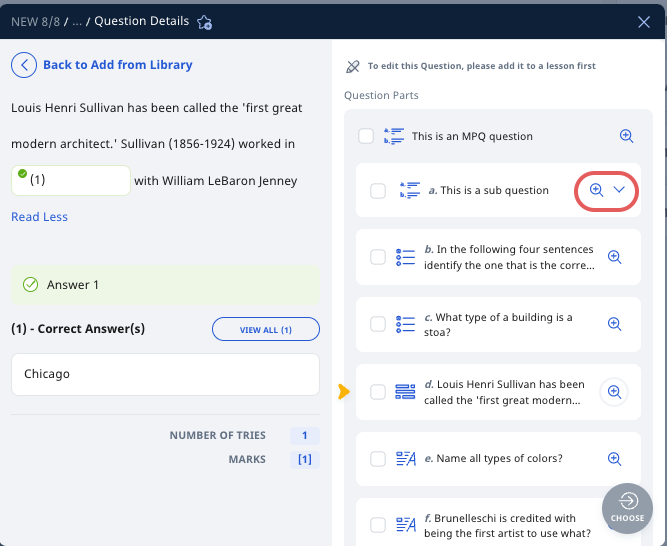 NEW 8/8 / ... / Question Details
Back to Add from Library
Louis Henri Sullivan has been called the 'first great
modern architect.' Sullivan (1856-1924) worked in
(1) with William LeBaron Jenney
Read Less
Answer 1
(1) - Correct Answer(s)
VIEW ALL (1)
Chicago
NUMBER OF TRIES 1
MARKS [1]
To edit this Question, please add it to a lesson first
Question Parts
This is an MPQ question
a. This is a sub question
b. In the following four sentences
identify the one that is the corre...
c. What type of a building is a
stoa?
d. Louis Henri Sullivan has been
called the 'first great modern...
e. Name all types of colors?
f. Brunelleschi is credited with
being the first artist to use what?
CHOOSE